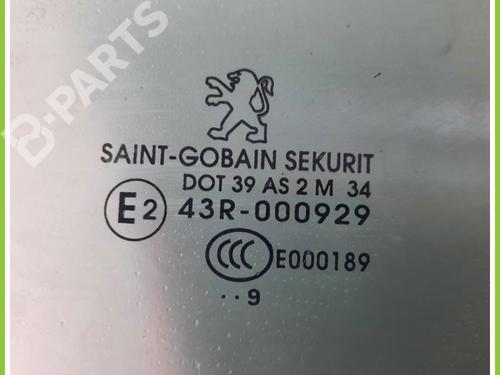 B-PARTS
SAINT-GOBAIN SEKURIT
DOT 39 AS 2 M 34
E2 43R-000929
CCC E000189
..9